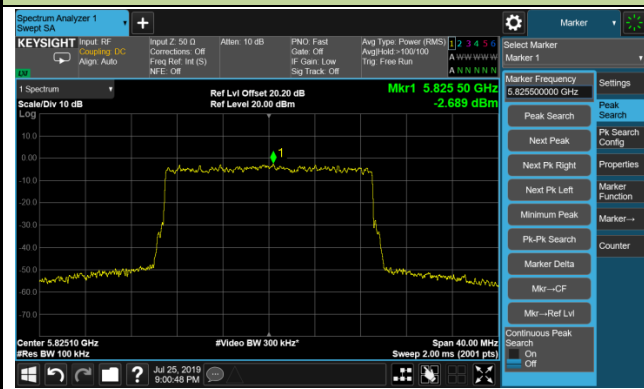 Spectrum Analyzer 1
Swept SA
Marker
KEYSIGHT
Input: RF
Coupling: DC
Align: Auto
Input Z: 50 Ω
Corrections: Off
Freq Ref: Int (S)
NFE: Off
Atten: 10 dB
PNO: Fast
Gate: Off
IF Gain: Low
Sig Track: Off
Avg Type: Power (RMS)
Avg|Hold:>100/100
Trig: Free Run
1 2 3 4 5 6
A W W W W W
A N N N N N
LXI
Select Marker
Marker 1
1 Spectrum
Scale/Div 10 dB
Log
Ref Lvl Offset 20.20 dB
Ref Level 20.00 dBm
Mkr1 5.825 50 GHz
-2.689 dBm
1
10.0
0.00
-10.0
-20.0
-30.0
-40.0
-50.0
-60.0
-70.0
Center 5.82510 GHz
#Res BW 100 kHz
#Video BW 300 kHz*
Span 40.00 MHz
Sweep 2.00 ms (2001 pts)
Marker Frequency
5.825500000 GHz
Peak Search
Next Peak
Next Pk Right
Next Pk Left
Minimum Peak
Pk-Pk Search
Marker Delta
Mkr→CF
Mkr→Ref Lvl
Continuous Peak
Search
On
Off
Settings
Peak
Search
Pk Search
Config
Properties
Marker
Function
Marker→
Counter
Jul 25, 2019
9:00:48 PM